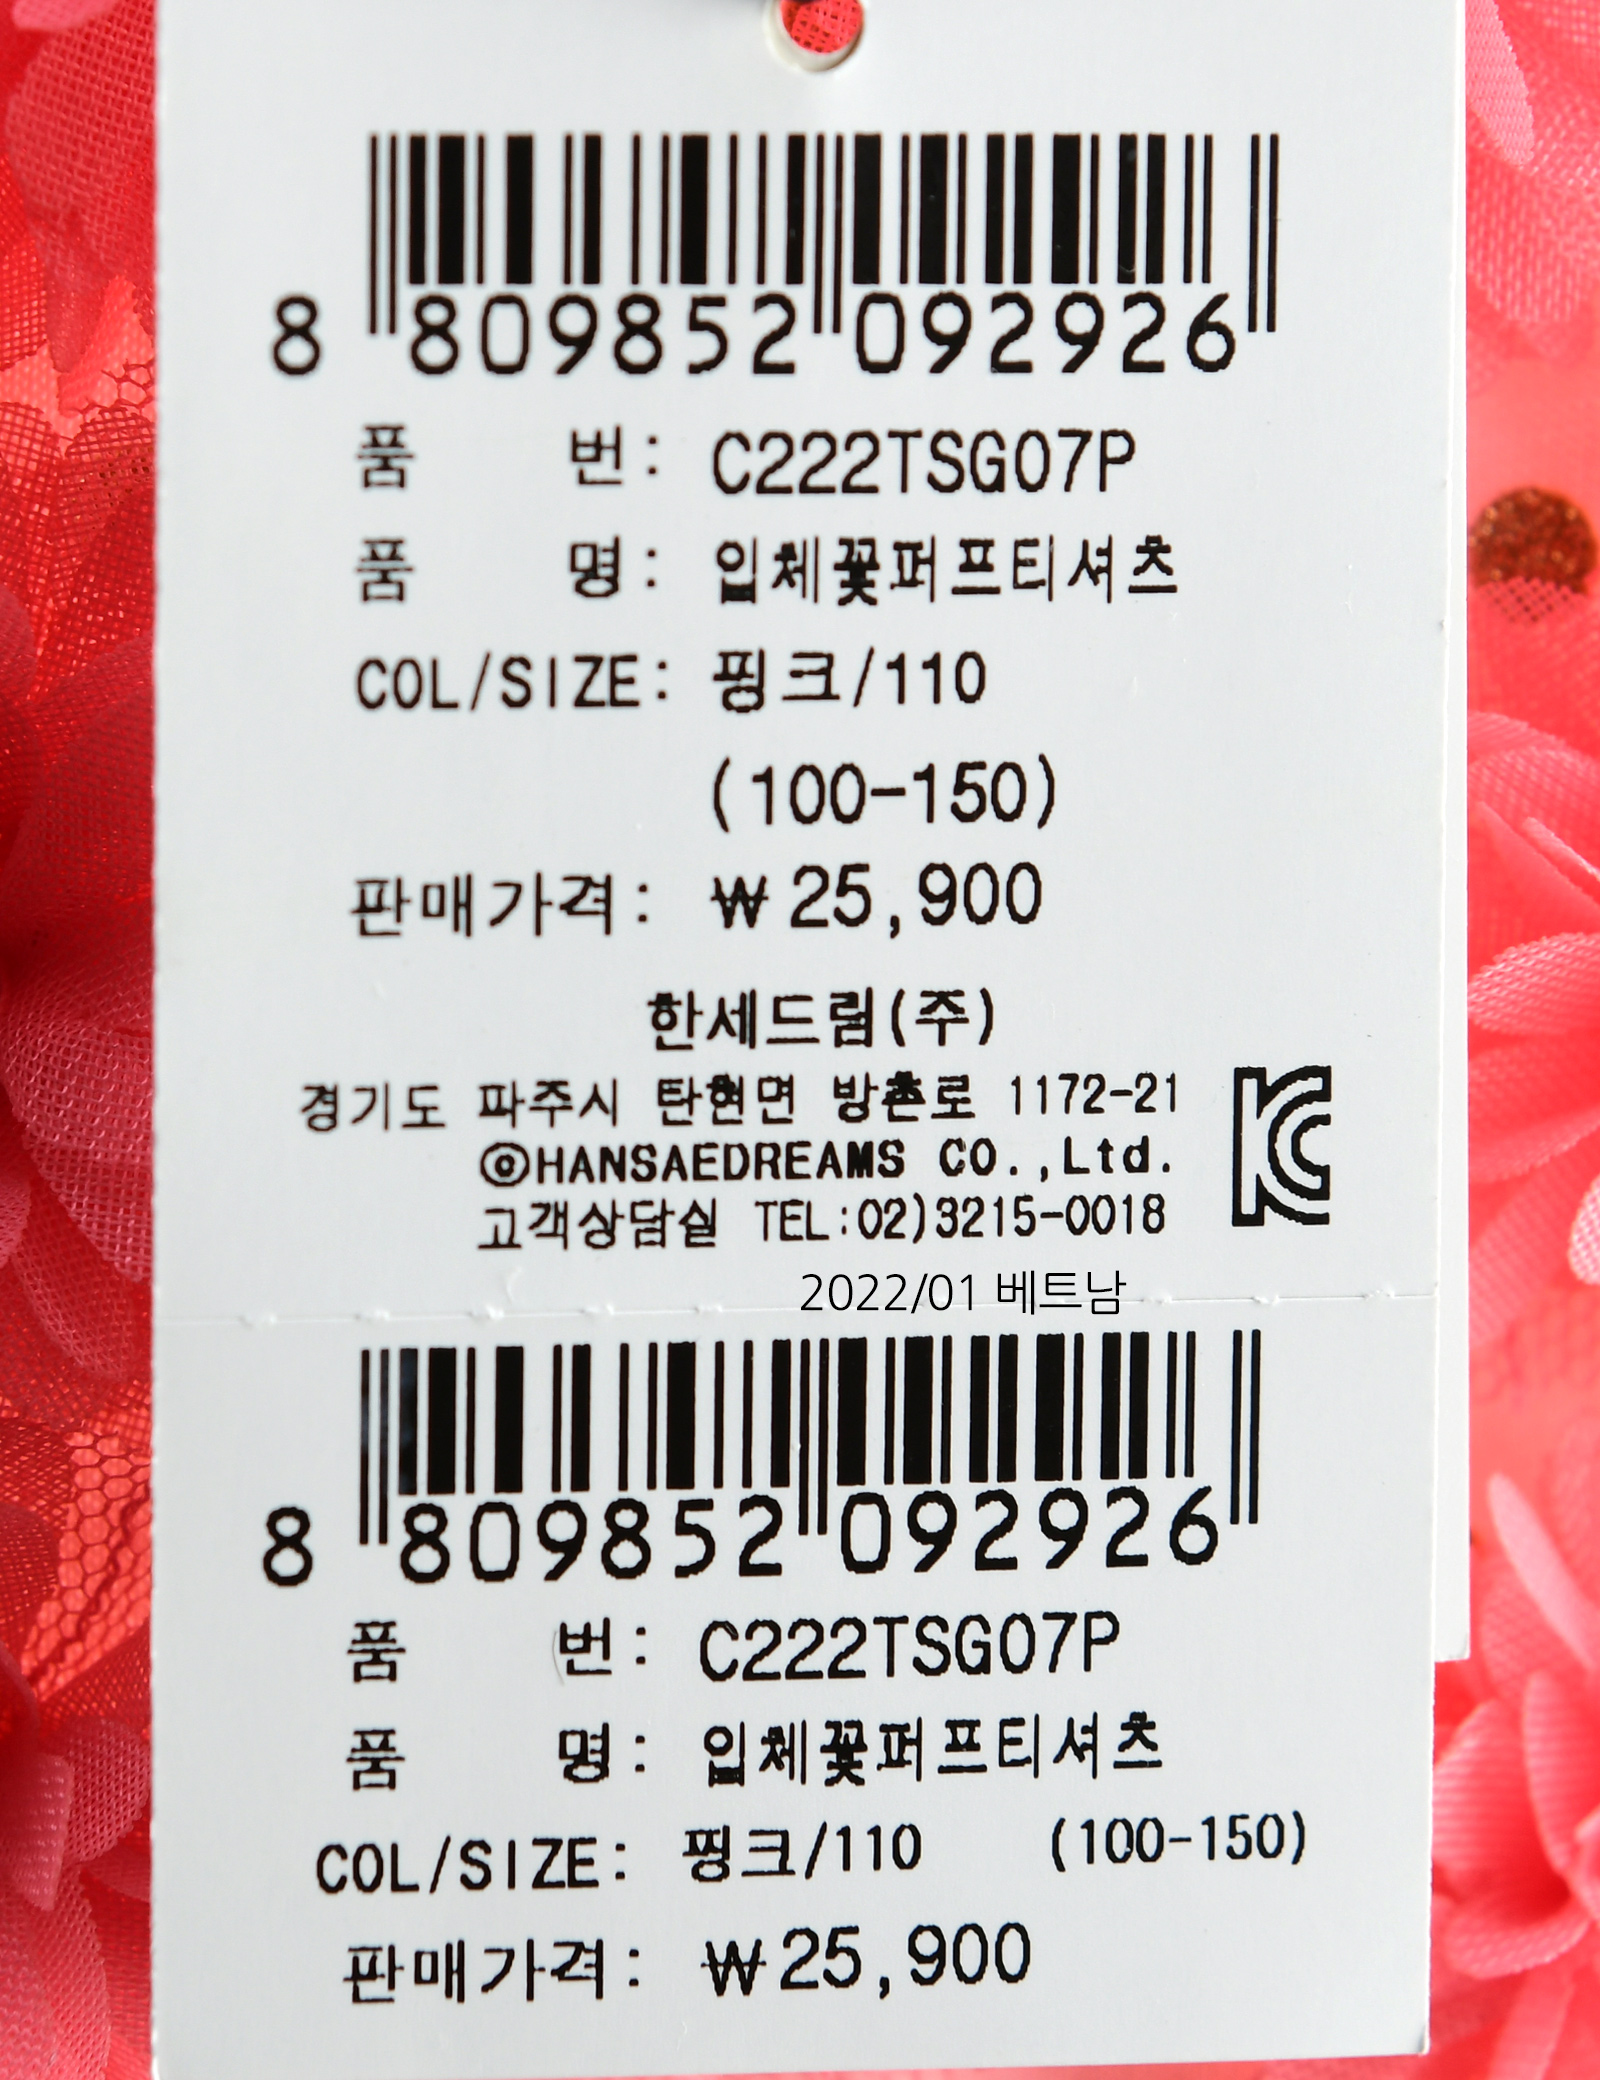 8 809852 092926
품 번: C222TSG07P
품 명: 입체꽃퍼프티셔츠
COL/SIZE: 핑크/110
(100-150)
판매가격: ₩25,900
한세드림(주)
경기도 파주시 탄현면 방촌로 1172-21
◎HANSAEDREAMS CO.,Ltd.
고객상담실 TEL:02)3215-0018
KC
2022/01 베트남
8 809852 092926
품 번: C222TSG07P
품 명: 입체꽃퍼프티셔츠
COL/SIZE: 핑크/110 (100-150)
판매가격: ₩25,900